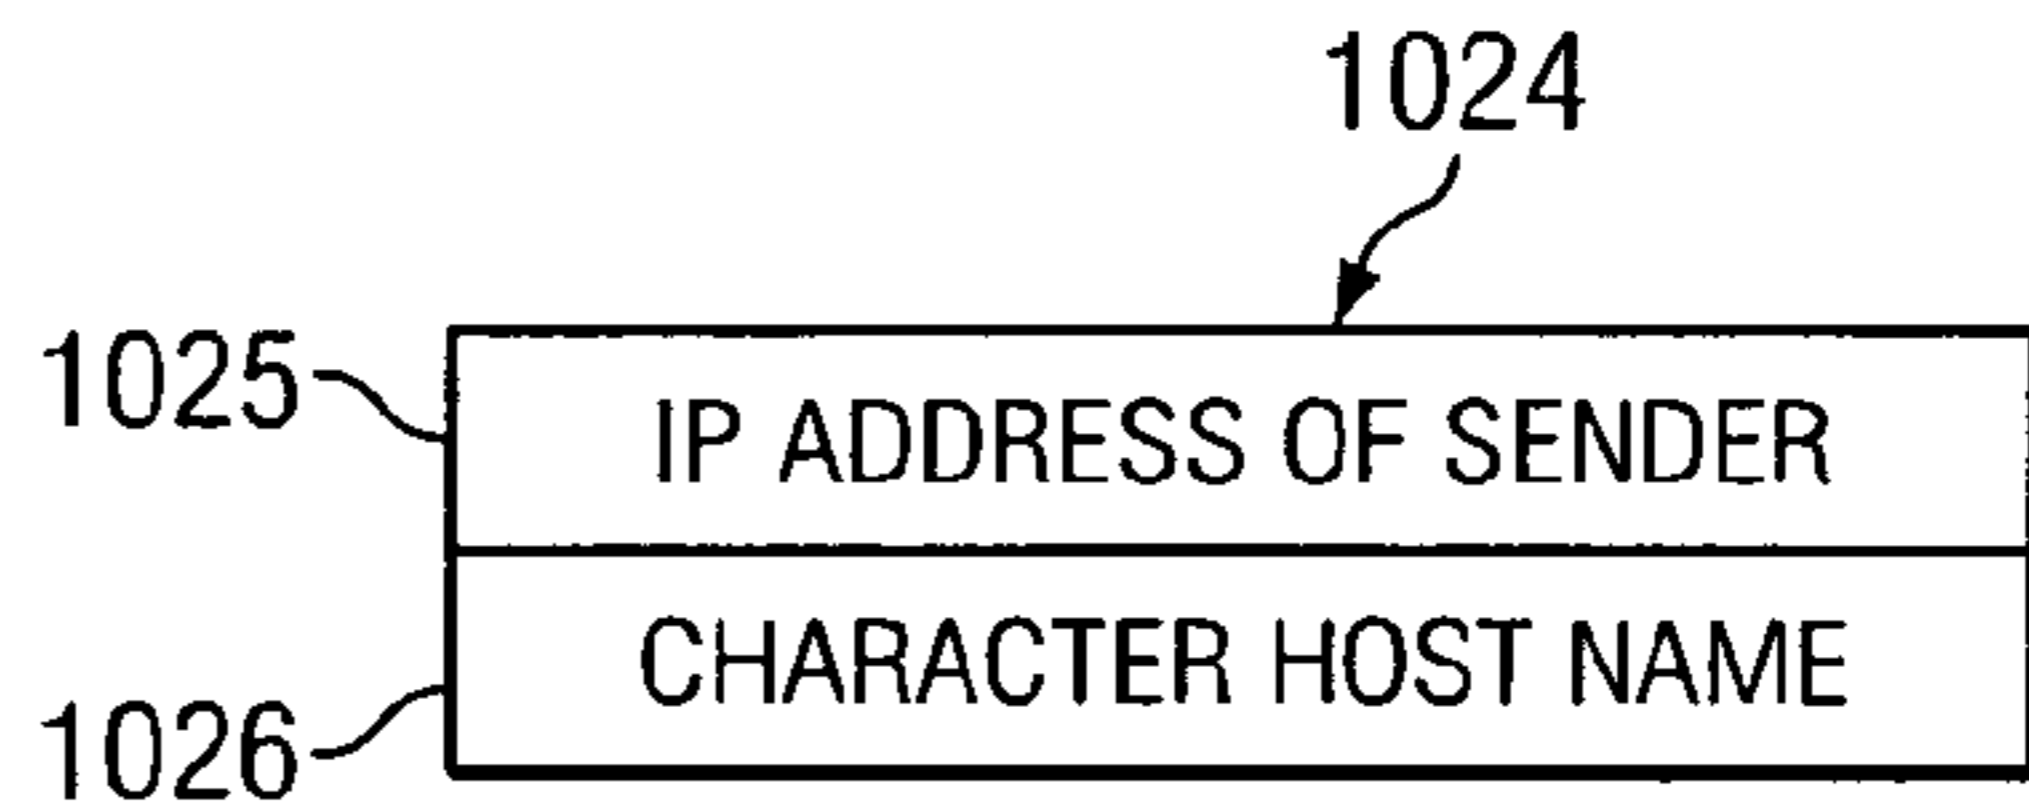 1024
1025 IP ADDRESS OF SENDER
1026 CHARACTER HOST NAME